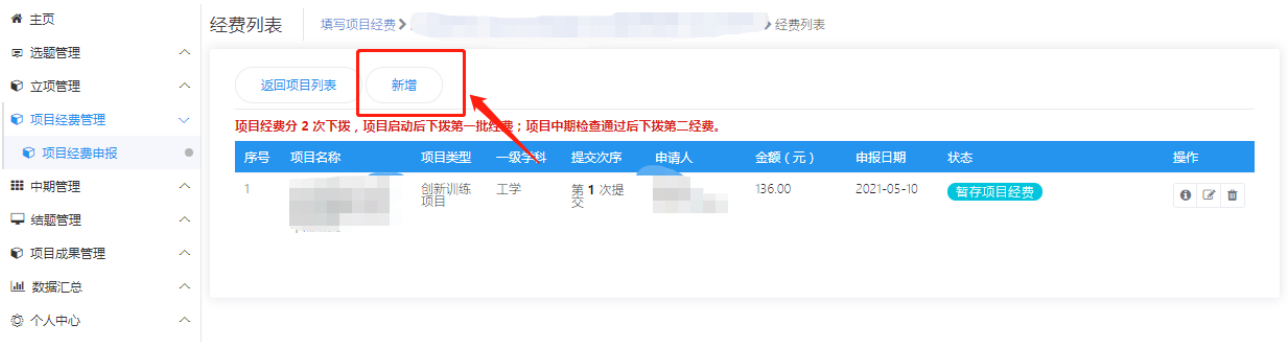 主页
选题管理
立项管理
项目经费管理
项目经费申报
中期管理
结题管理
项目成果管理
数据汇总
个人中心
经费列表 填写项目经费 经费列表
返回项目列表 新增
项目经费分 2 次下拨，项目启动后下拨第一批经费；项目中期检查通过后下拨第二经费。
序号 项目名称 项目类型 一级学科 提交次序 申请人 金额（元） 申报日期 状态 操作
1 创新训练项目 工学 第 1 次提交 136.00 2021-05-10 暂存项目经费